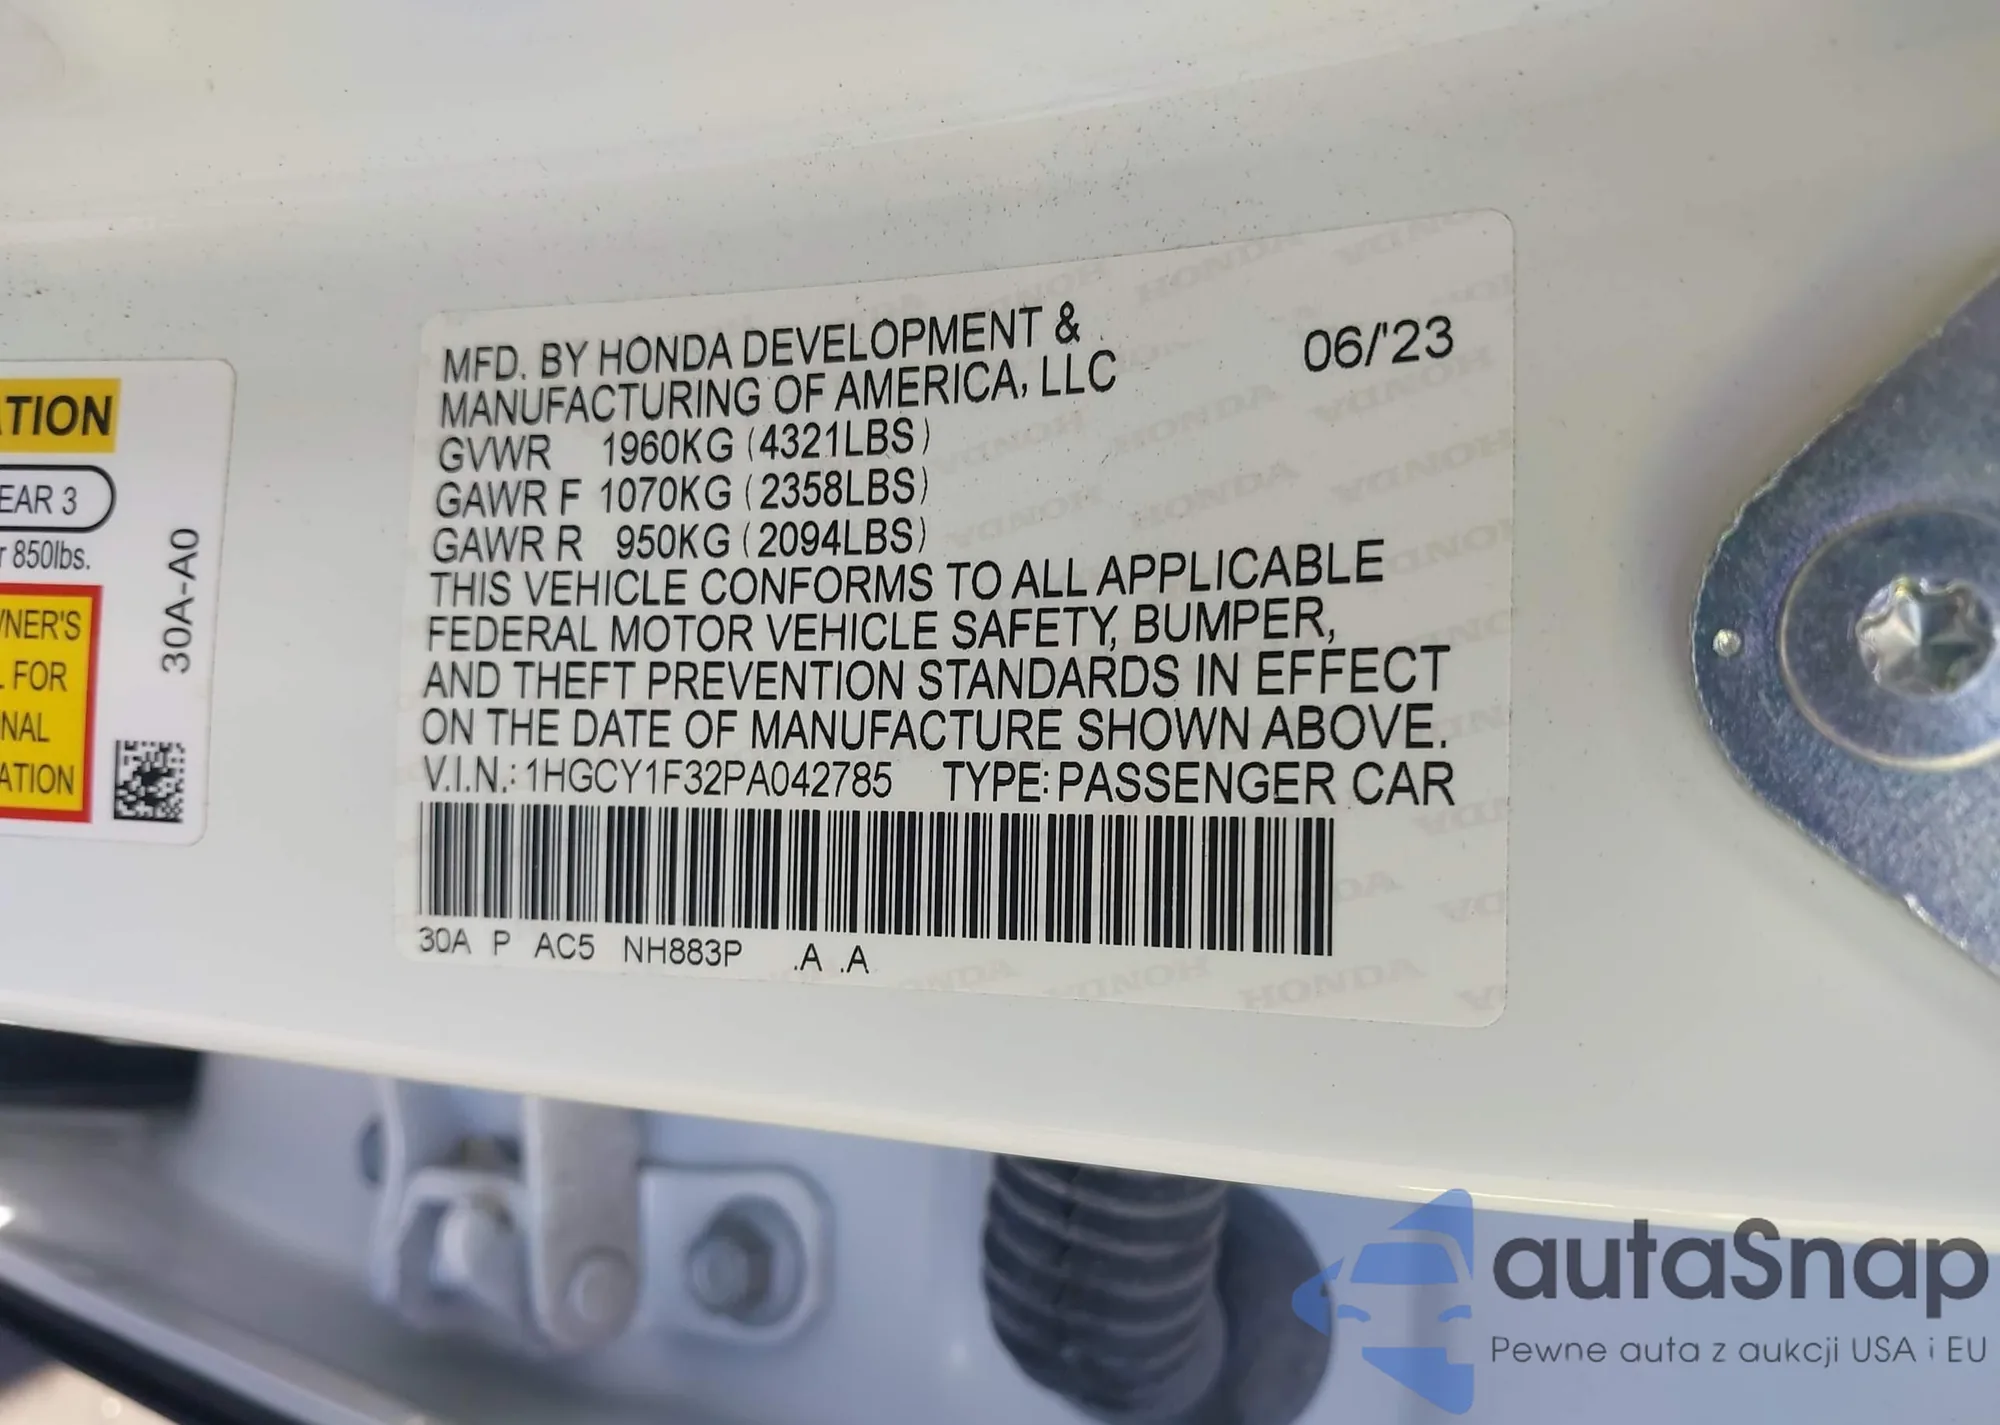 ATION
EAR 3
r 850lbs.
NER'S
FOR
NAL
ATION
30A-A0
MFD. BY HONDA DEVELOPMENT &
MANUFACTURING OF AMERICA, LLC
06/'23
GVWR 1960KG (4321LBS)
GAWR F 1070KG (2358LBS)
GAWR R 950KG (2094LBS)
THIS VEHICLE CONFORMS TO ALL APPLICABLE
FEDERAL MOTOR VEHICLE SAFETY, BUMPER,
AND THEFT PREVENTION STANDARDS IN EFFECT
ON THE DATE OF MANUFACTURE SHOWN ABOVE.
V.I.N.: 1HGCY1F32PA042785 TYPE: PASSENGER CAR
30A P AC5 NH883P .A .A
autaSnap
Pewne auta z aukcji USA i EU